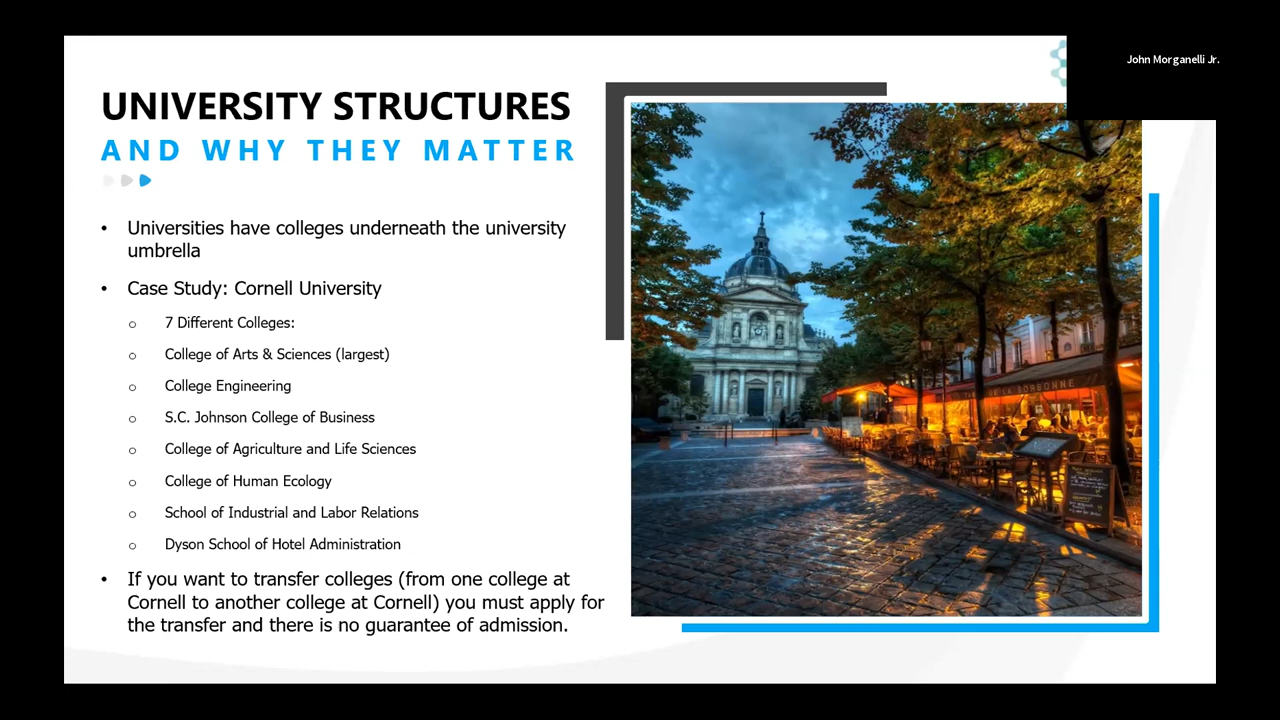 John Morganelli Jr.
UNIVERSITY STRUCTURES
AND WHY THEY MATTER
• Universities have colleges underneath the university
umbrella
• Case Study: Cornell University
o 7 Different Colleges:
o College of Arts & Sciences (largest)
o College Engineering
o S.C. Johnson College of Business
o College of Agriculture and Life Sciences
o College of Human Ecology
o School of Industrial and Labor Relations
o Dyson School of Hotel Administration
• If you want to transfer colleges (from one college at
Cornell to another college at Cornell) you must apply for
the transfer and there is no guarantee of admission.
LA SORBONNE